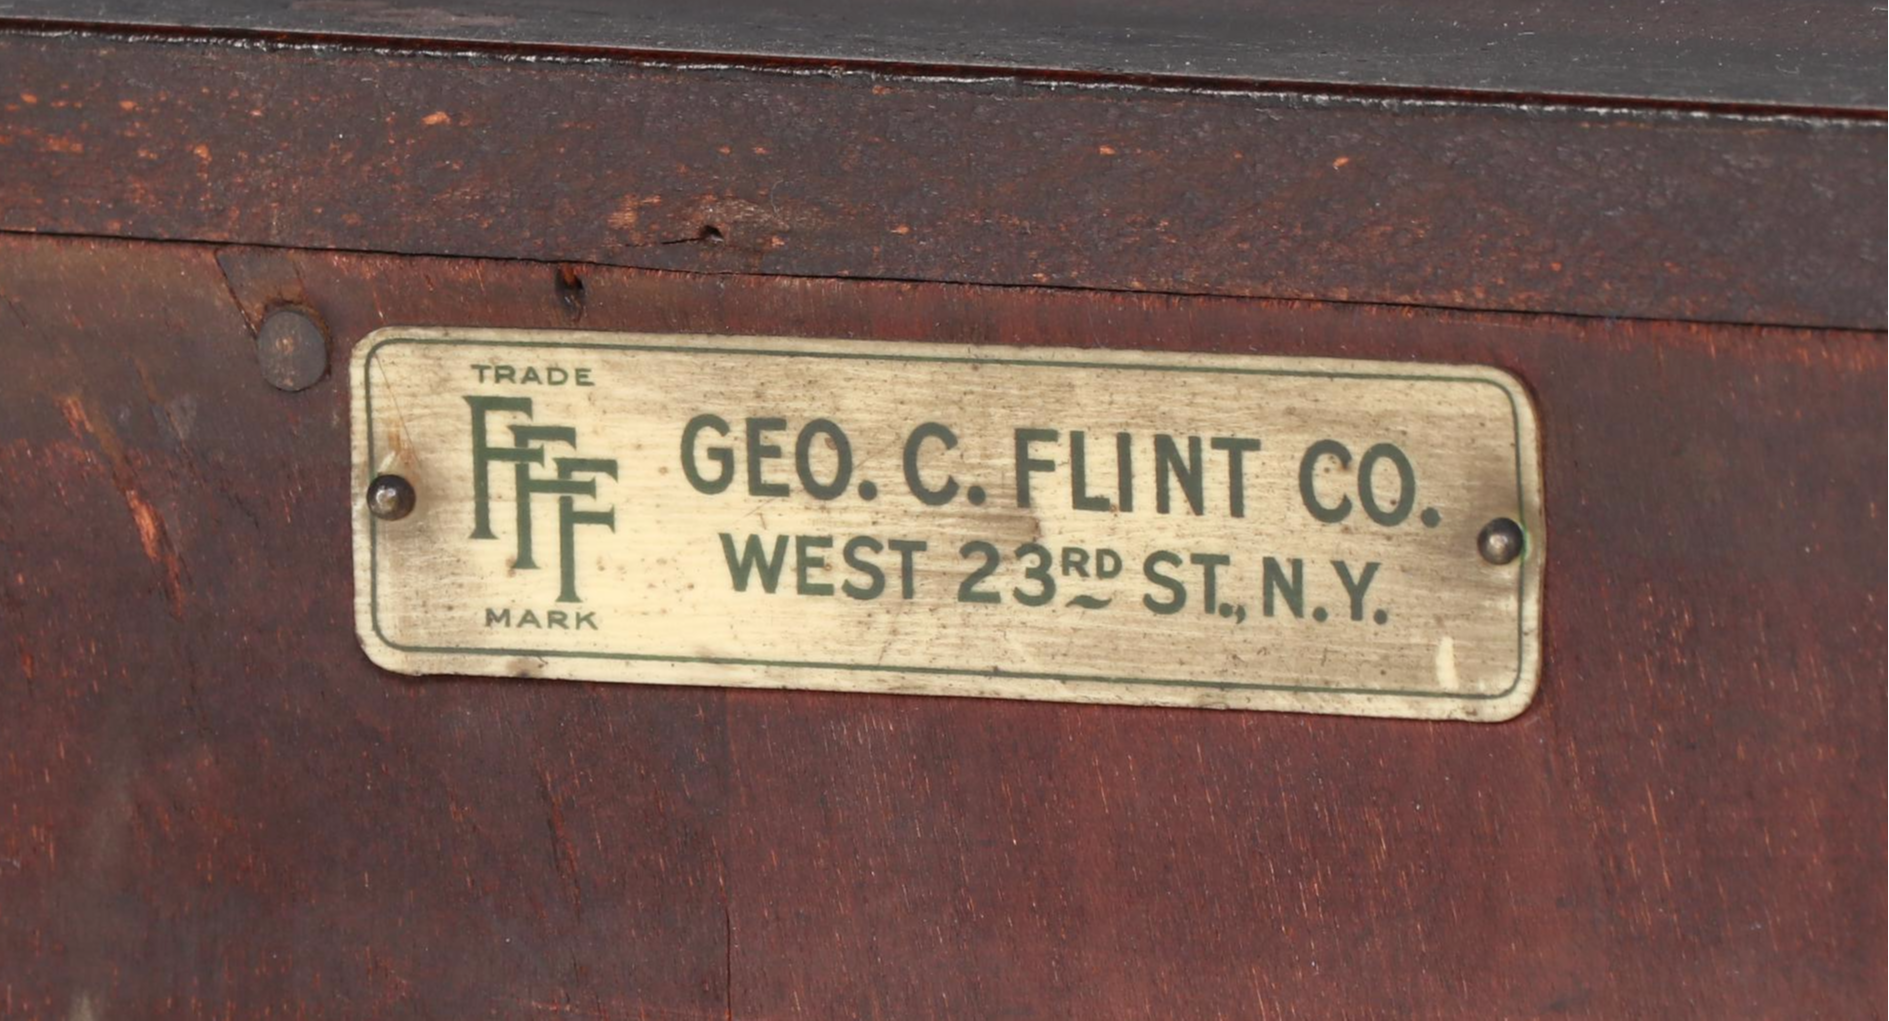 TRADE
FFF
MARK
GEO. C. FLINT CO.
WEST 23RD ST., N.Y.